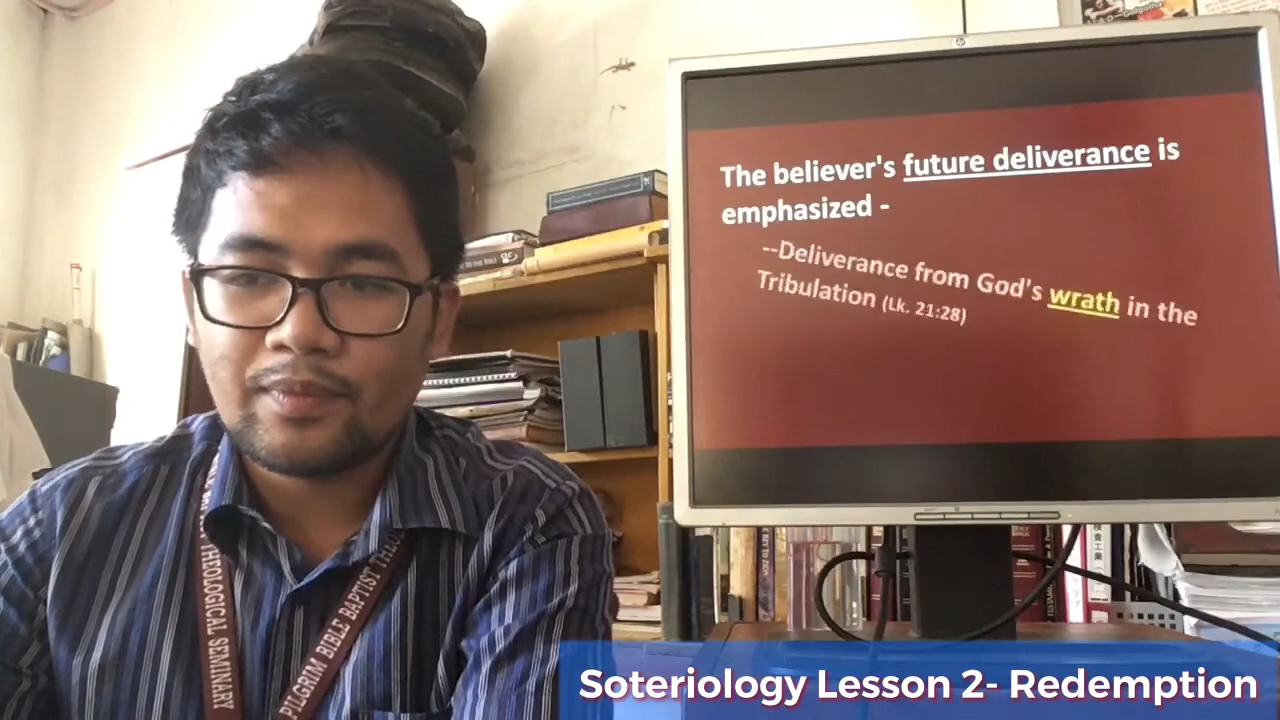 The believer's future deliverance is
emphasized -
--Deliverance from God's wrath in the
Tribulation (Lk. 21:28)
THEOLOGICAL SEMINARY
PILGRIM BIBLE BAPTIST
Soteriology Lesson 2- Redemption